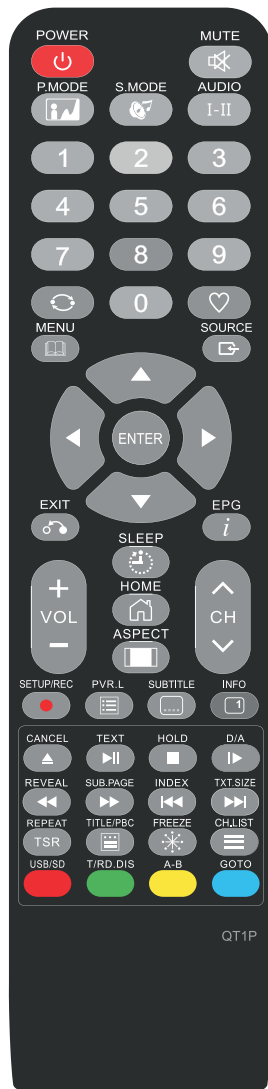 POWER MUTE
P.MODE S.MODE AUDIO
I-II
1 2 3
4 5 6
7 8 9
0
MENU SOURCE
ENTER
EXIT EPG
i
SLEEP
HOME
VOL CH
ASPECT
SETUP/REC PVR.L SUBTITLE INFO
1
CANCEL TEXT HOLD D/A
REVEAL SUB.PAGE INDEX TXT.SIZE
REPEAT TITLE/PBC FREEZE CH.LIST
TSR
USB/SD T/RD.DIS A-B GOTO
QT1P